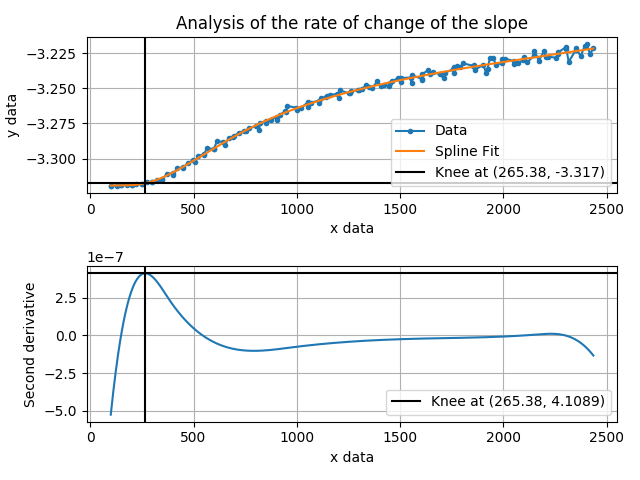 Analysis of the rate of change of the slope
y data
−3.225
−3.250
−3.275
−3.300
Data
Spline Fit
Knee at (265.38, -3.317)
0 500 1000 1500 2000 2500
x data
1e−7
Second derivative
2.5
0.0
−2.5
−5.0
Knee at (265.38, 4.1089)
0 500 1000 1500 2000 2500
x data